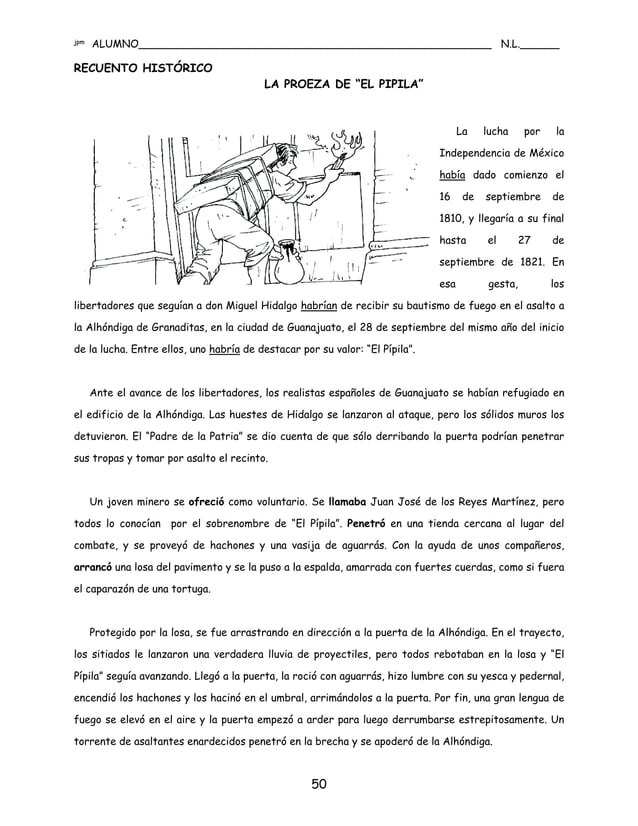 jpm ALUMNO______________________________________________________ N.L.______
RECUENTO HISTÓRICO
LA PROEZA DE “EL PIPILA”
La lucha por la
Independencia de México
había dado comienzo el
16 de septiembre de
1810, y llegaría a su final
hasta el 27 de
septiembre de 1821. En
esa gesta, los
libertadores que seguían a don Miguel Hidalgo habrían de recibir su bautismo de fuego en el asalto a
la Alhóndiga de Granaditas, en la ciudad de Guanajuato, el 28 de septiembre del mismo año del inicio
de la lucha. Entre ellos, uno habría de destacar por su valor: “El Pípila”.
Ante el avance de los libertadores, los realistas españoles de Guanajuato se habían refugiado en
el edificio de la Alhóndiga. Las huestes de Hidalgo se lanzaron al ataque, pero los sólidos muros los
detuvieron. El “Padre de la Patria” se dio cuenta de que sólo derribando la puerta podrían penetrar
sus tropas y tomar por asalto el recinto.
Un joven minero se ofreció como voluntario. Se llamaba Juan José de los Reyes Martínez, pero
todos lo conocían por el sobrenombre de “El Pípila”. Penetró en una tienda cercana al lugar del
combate, y se proveyó de hachones y una vasija de aguarrás. Con la ayuda de unos compañeros,
arrancó una losa del pavimento y se la puso a la espalda, amarrada con fuertes cuerdas, como si fuera
el caparazón de una tortuga.
Protegido por la losa, se fue arrastrando en dirección a la puerta de la Alhóndiga. En el trayecto,
los sitiados le lanzaron una verdadera lluvia de proyectiles, pero todos rebotaban en la losa y “El
Pípila” seguía avanzando. Llegó a la puerta, la roció con aguarrás, hizo lumbre con su yesca y pedernal,
encendió los hachones y los hacinó en el umbral, arrimándolos a la puerta. Por fin, una gran lengua de
fuego se elevó en el aire y la puerta empezó a arder para luego derrumbarse estrepitosamente. Un
torrente de asaltantes enardecidos penetró en la brecha y se apoderó de la Alhóndiga.
50